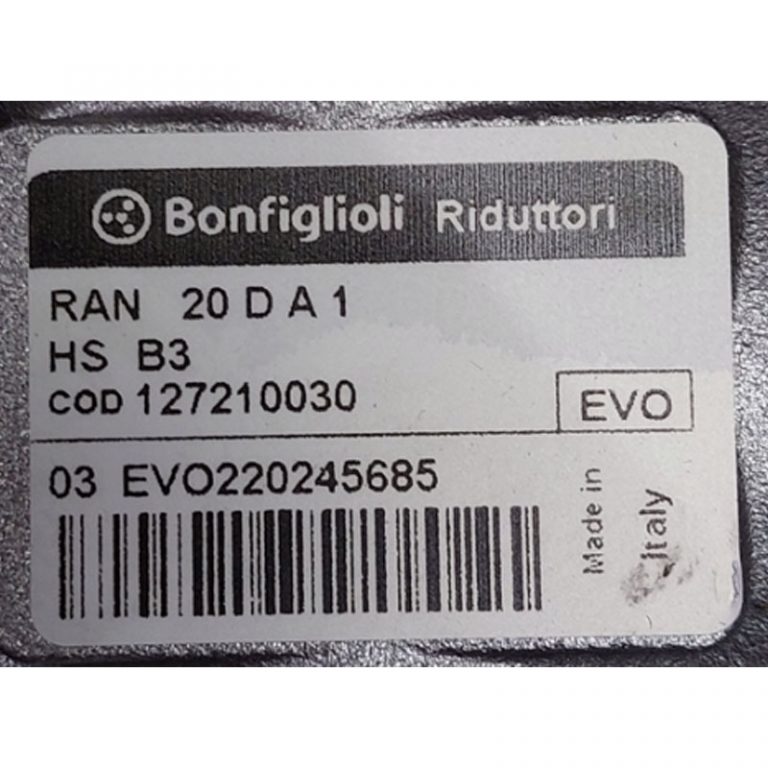 Bonfiglioli Riduttori
RAN 20 D A 1
HS B3
COD 127210030
EVO
03 EVO220245685
Made in
Italy